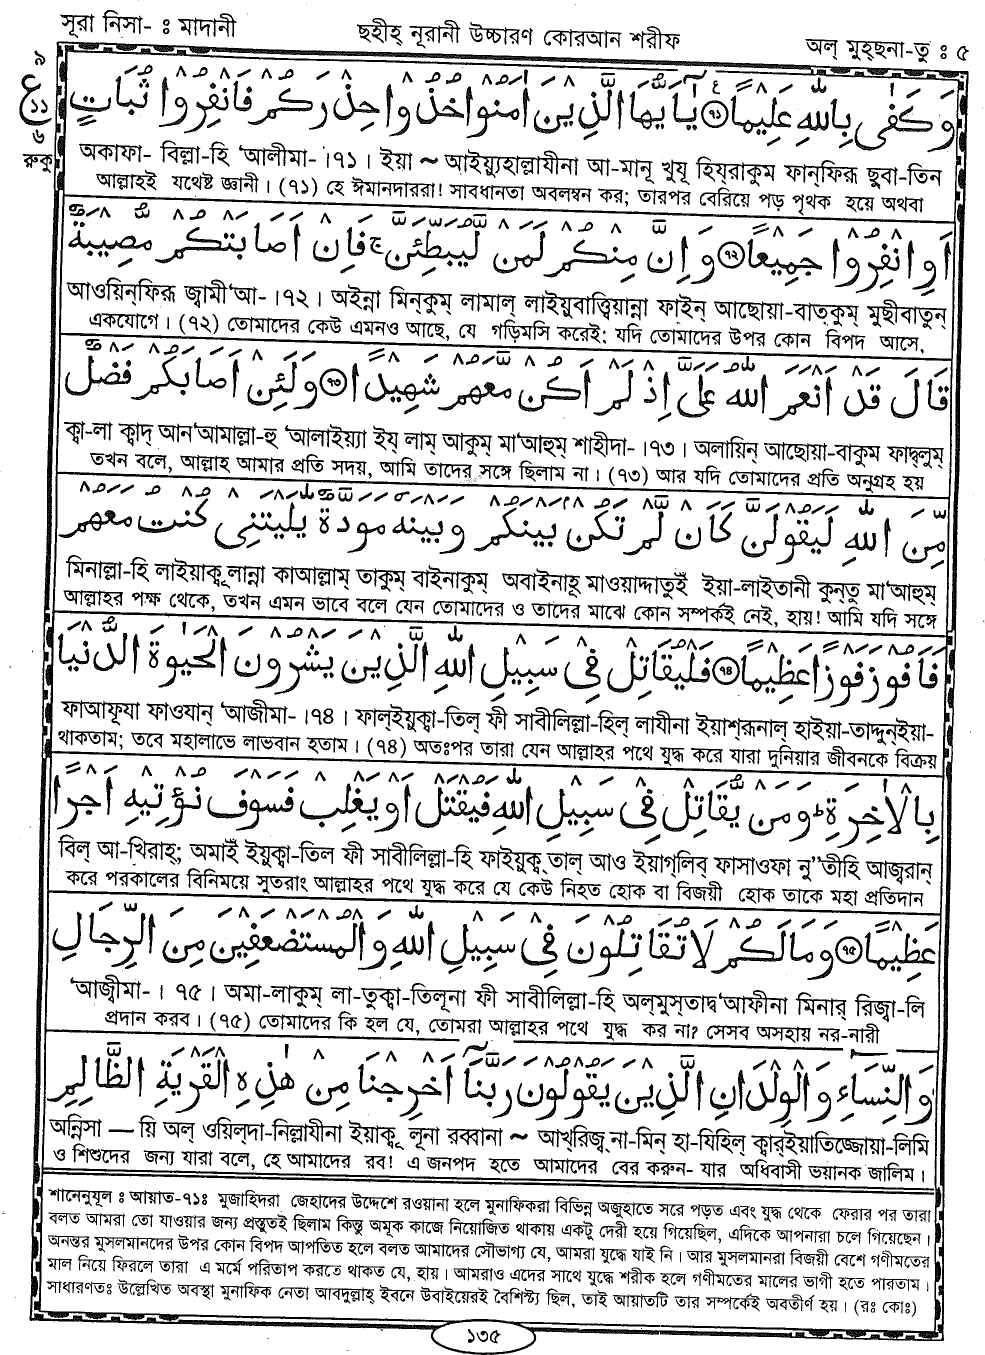 সূরা নিসা- ঃ মাদানী
ছহীহ্ নূরানী উচ্চারণ কোরআন শরীফ
অল্ মুহ্ছনা-তু ঃ ৫
৯
ع
১১
৬
রুকু
وَكَفٰى بِاللّٰهِ عَلِيْمًا ﴿٧١﴾ يٰۤاَيُّهَا الَّذِيْنَ اٰمَنُوْا خُذُوْا حِذْرَكُمْ فَانْفِرُوْا ثُبَاتٍ
অকাফা- বিল্লা-হি 'আলীমা- ।৭১। ইয়া ~ আইয়্যুহাল্লাযীনা আ-মানূ খুযূ হিয্‌রাকুম ফান্‌ফিরূ ছুবা-তিন
আল্লাহই যথেষ্ট জ্ঞানী। (৭১) হে ঈমানদাররা! সাবধানতা অবলম্বন কর; তারপর বেরিয়ে পড় পৃথক হয়ে অথবা
اَوِ انْفِرُوْا جَمِيْعًا ﴿٧٢﴾ وَاِنَّ مِنْكُمْ لَمَنْ لَّيُبَطِّئَنَّ ۚ فَاِنْ اَصَابَتْكُمْ مُّصِيْبَةٌ
আওয়িন্‌ফিরূ জ্বামী'আ- ।৭২। অইন্না মিন্‌কুম্ লামাল্ লাইয়ুবাত্ত্বিয়ান্না ফাইন্ আছোয়া-বাত্‌কুম্ মুছীবাতুন্
একযোগে। (৭২) তোমাদের কেউ এমনও আছে, যে গড়িমসি করেই; যদি তোমাদের উপর কোন বিপদ আসে,
قَالَ قَدْ اَنْعَمَ اللّٰهُ عَلَىَّ اِذْ لَمْ اَكُنْ مَّعَهُمْ شَهِيْدًا ﴿٧٣﴾ وَلَئِنْ اَصَابَكُمْ فَضْلٌ
ক্বা-লা ক্বাদ্ আন'আমাল্লা-হু 'আলাইয়্যা ইয্ লাম্ আকুম্ মা'আহুম্ শাহীদা- ।৭৩। অলায়িন্ আছোয়া-বাকুম ফাদ্ব্‌লুম্
তখন বলে, আল্লাহ আমার প্রতি সদয়, আমি তাদের সঙ্গে ছিলাম না। (৭৩) আর যদি তোমাদের প্রতি অনুগ্রহ হয়
مِّنَ اللّٰهِ لَيَقُوْلَنَّ كَاَنْ لَّمْ تَكُنْۢ بَيْنَكُمْ وَبَيْنَهٗ مَوَدَّةٌ يّٰلَيْتَنِىْ كُنْتُ مَعَهُمْ
মিনাল্লা-হি লাইয়াক্বূলান্না কাআল্লাম্ তাকুম্ বাইনাকুম্ অবাইনাহূ মাওয়াদ্দাতুইঁ ইয়া-লাইতানী কুন্‌তু মা'আহুম্
আল্লাহর পক্ষ থেকে, তখন এমন ভাবে বলে যেন তোমাদের ও তাদের মাঝে কোন সম্পর্কই নেই, হায়! আমি যদি সঙ্গে
فَاَفُوْزَ فَوْزًا عَظِيْمًا ﴿٧٤﴾ فَلْيُقَاتِلْ فِىْ سَبِيْلِ اللّٰهِ الَّذِيْنَ يَشْرُوْنَ الْحَيٰوةَ الدُّنْيَا
ফাআফূযা ফাওযান্ 'আজীমা- ।৭৪। ফাল্‌ইয়ুক্বা-তিল্ ফী সাবীলিল্লা-হিল্ লাযীনা ইয়াশ্‌রূনাল্ হাইয়া-তাদ্দুন্‌ইয়া-
থাকতাম; তবে মহালাভে লাভবান হতাম। (৭৪) অতঃপর তারা যেন আল্লাহর পথে যুদ্ধ করে যারা দুনিয়ার জীবনকে বিক্রয়
بِالْاٰخِرَةِ ؕ وَمَنْ يُّقَاتِلْ فِىْ سَبِيْلِ اللّٰهِ فَيُقْتَلْ اَوْ يَغْلِبْ فَسَوْفَ نُؤْتِيْهِ اَجْرًا
বিল্ আ-খিরাহ্; অমাইঁ ইয়ুক্বা-তিল ফী সাবীলিল্লা-হি ফাইয়ুক্ব্‌তাল্ আও ইয়াগ্‌লিব্ ফাসাওফা নু"তীহি আজ্বরান্
করে পরকালের বিনিময়ে সুতরাং আল্লাহর পথে যুদ্ধ করে যে কেউ নিহত হোক বা বিজয়ী হোক তাকে মহা প্রতিদান
عَظِيْمًا ﴿٧٥﴾ وَمَا لَكُمْ لَا تُقَاتِلُوْنَ فِىْ سَبِيْلِ اللّٰهِ وَالْمُسْتَضْعَفِيْنَ مِنَ الرِّجَالِ
'আজ্বীমা- । ৭৫। অমা-লাকুম্ লা-তুক্বা-তিলূনা ফী সাবীলিল্লা-হি অল্‌মুস্‌তাদ্ব'আফীনা মিনার্ রিজ্বা-লি
প্রদান করব। (৭৫) তোমাদের কি হল যে, তোমরা আল্লাহর পথে যুদ্ধ কর না? সেসব অসহায় নর-নারী
وَالنِّسَآءِ وَالْوِلْدَانِ الَّذِيْنَ يَقُوْلُوْنَ رَبَّنَاۤ اَخْرِجْنَا مِنْ هٰذِهِ الْقَرْيَةِ الظَّالِمِ
অন্নিসা — য়ি অল্ ওয়িল্‌দা-নিল্লাযীনা ইয়াক্বূ লূনা রব্বানা ~ আখ্‌রিজ্ব্‌না-মিন্ হা-যিহিল্ ক্বার্‌ইয়াতিজ্জোয়া-লিমি
ও শিশুদের জন্য যারা বলে, হে আমাদের রব! এ জনপদ হতে আমাদের বের করুন- যার অধিবাসী ভয়ানক জালিম।
শানেনুযূল ঃ আয়াত-৭১ঃ মুজাহিদরা জেহাদের উদ্দেশে রওয়ানা হলে মুনাফিকরা বিভিন্ন অজুহাতে সরে পড়ত এবং যুদ্ধ থেকে ফেরার পর তারা
বলত আমরা তো যাওয়ার জন্য প্রস্তুতই ছিলাম কিন্তু অমূক কাজে নিয়োজিত থাকায় একটু দেরী হয়ে গিয়েছিল, এদিকে আপনারা চলে গিয়েছেন।
অনন্তর মুসলমানদের উপর কোন বিপদ আপতিত হলে বলত আমাদের সৌভাগ্য যে, আমরা যুদ্ধে যাই নি। আর মুসলমানরা বিজয়ী বেশে গণীমতের
মাল নিয়ে ফিরলে তারা এ মর্মে পরিতাপ করতে থাকত যে, হায়। আমরাও এদের সাথে যুদ্ধে শরীক হলে গণীমতের মালের ভাগী হতে পারতাম।
সাধারণতঃ উল্লেখিত অবস্থা মুনাফিক নেতা আবদুল্লাহ্ ইবনে উবাইয়েরই বৈশিষ্ট্য ছিল, তাই আয়াতটি তার সম্পর্কেই অবতীর্ণ হয়। (রঃ কোঃ)
১৩৫